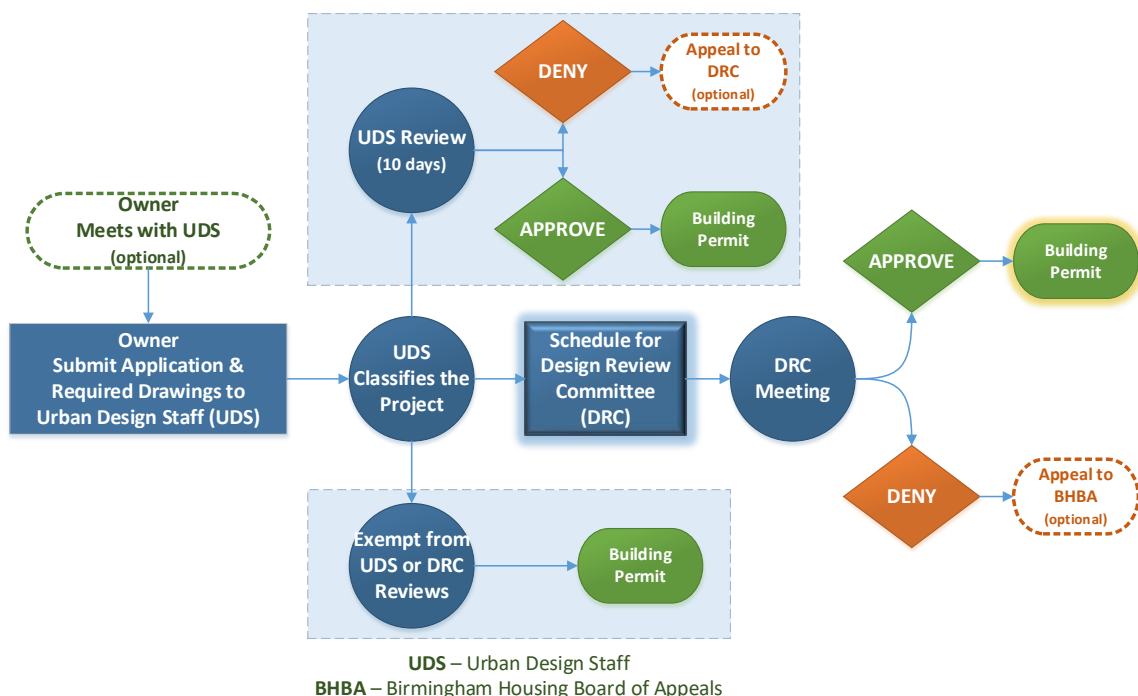 DENY
Appeal to
DRC
(optional)
UDS Review
(10 days)
APPROVE
Building
Permit
Owner
Meets with UDS
(optional)
Owner
Submit Application &
Required Drawings to
Urban Design Staff (UDS)
UDS
Classifies the
Project
Schedule for
Design Review
Committee
(DRC)
DRC
Meeting
APPROVE
Building
Permit
DENY
Appeal to
BHBA
(optional)
Exempt from
UDS or DRC
Reviews
Building
Permit
UDS – Urban Design Staff
BHBA – Birmingham Housing Board of Appeals